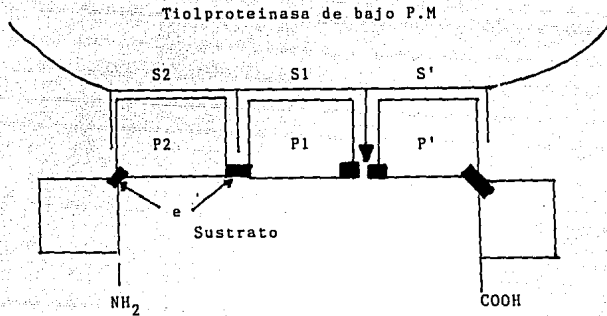 Tiolproteinasa de bajo P.M
S2 S1 S'
P2 P1 P'
e
Sustrato
NH2 COOH